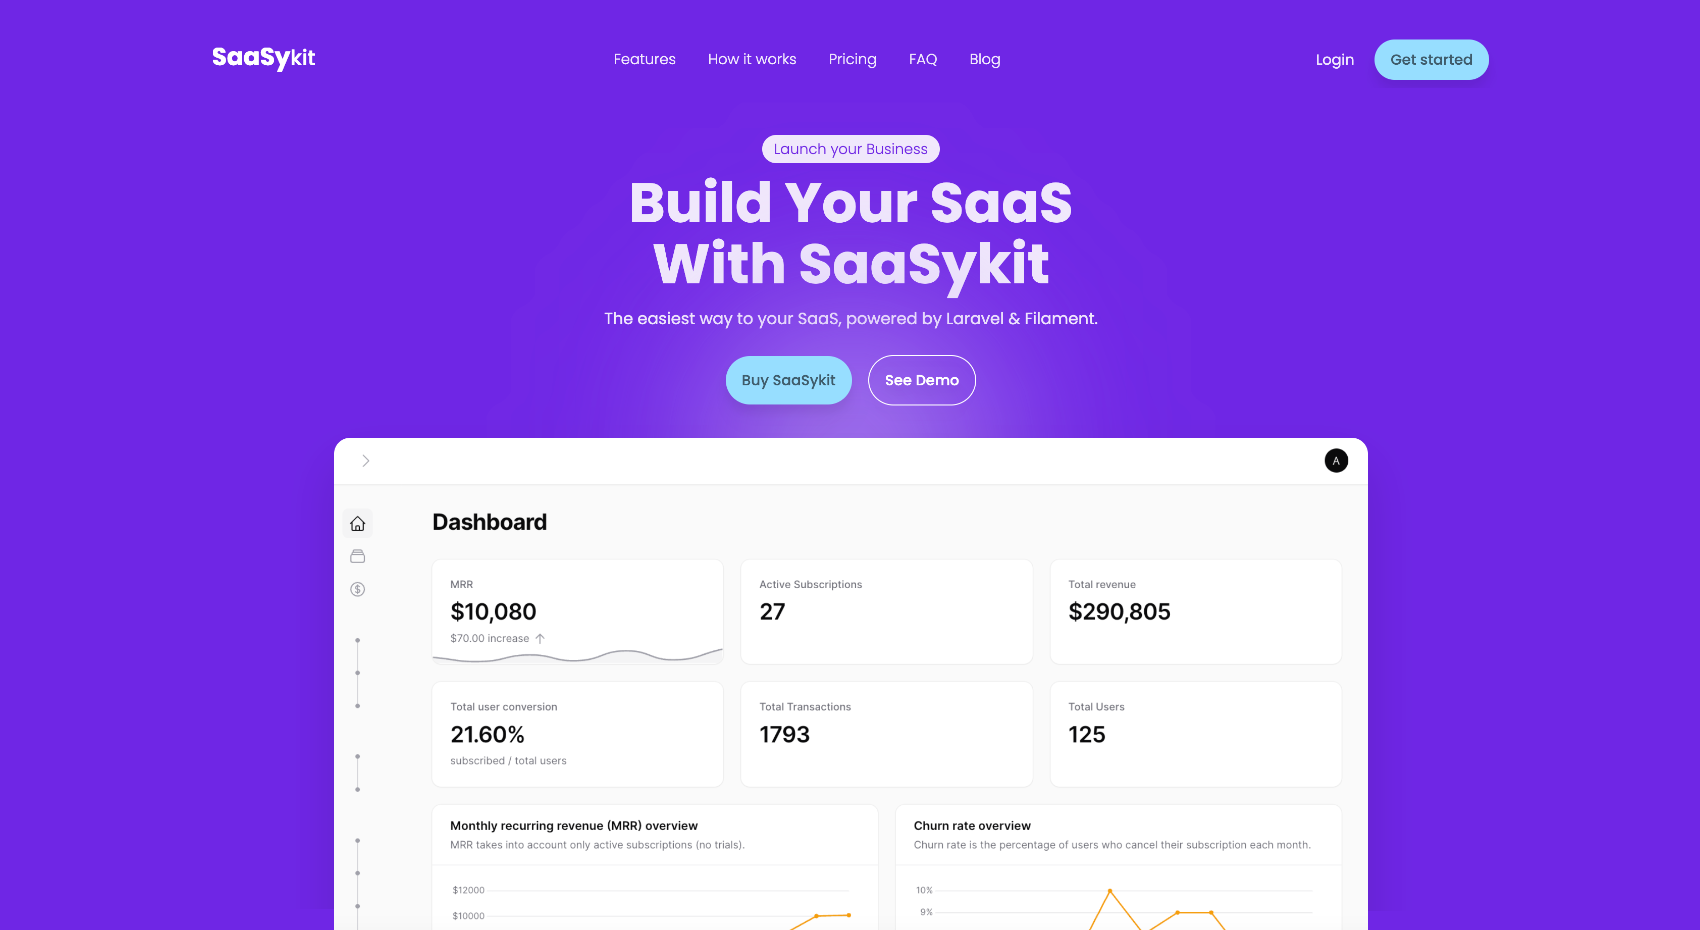 SaaSykit
Features
How it works
Pricing
FAQ
Blog
Login
Get started
Launch your Business
Build Your SaaS
With SaaSykit
The easiest way to your SaaS, powered by Laravel & Filament.
Buy SaaSykit
See Demo
A
Dashboard
MRR
$10,080
$70.00 increase
Active Subscriptions
27
Total revenue
$290,805
Total user conversion
21.60%
subscribed / total users
Total Transactions
1793
Total Users
125
Monthly recurring revenue (MRR) overview
MRR takes into account only active subscriptions (no trials).
$12000
$10000
Churn rate overview
Churn rate is the percentage of users who cancel their subscription each month.
10%
9%